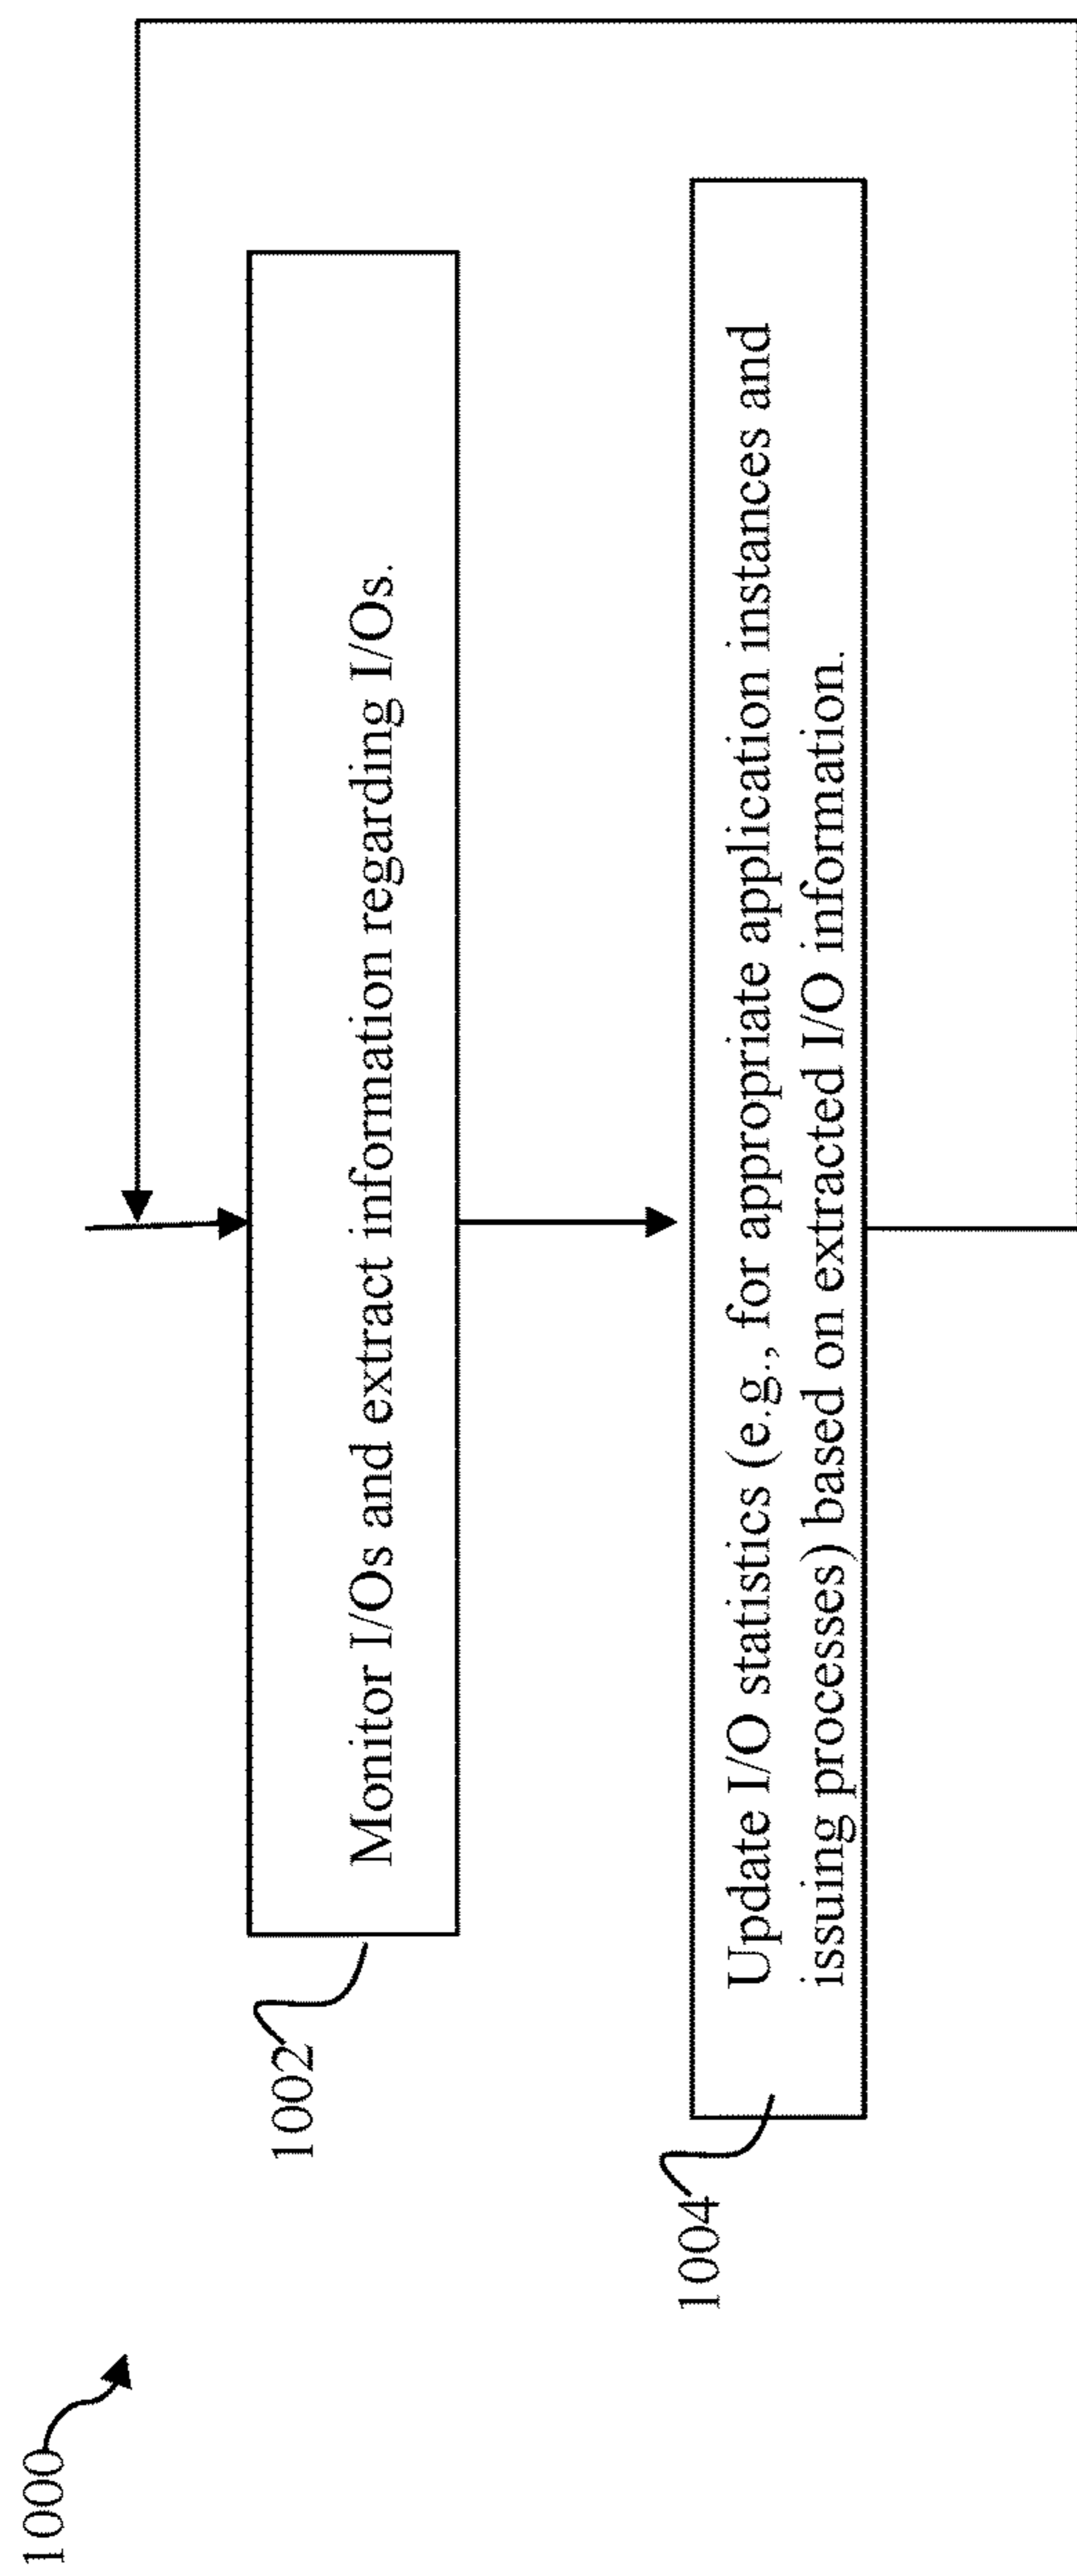 1000
1002
Monitor I/Os and extract information regarding I/Os.
1004
Update I/O statistics (e.g., for appropriate application instances and
issuing processes) based on extracted I/O information.